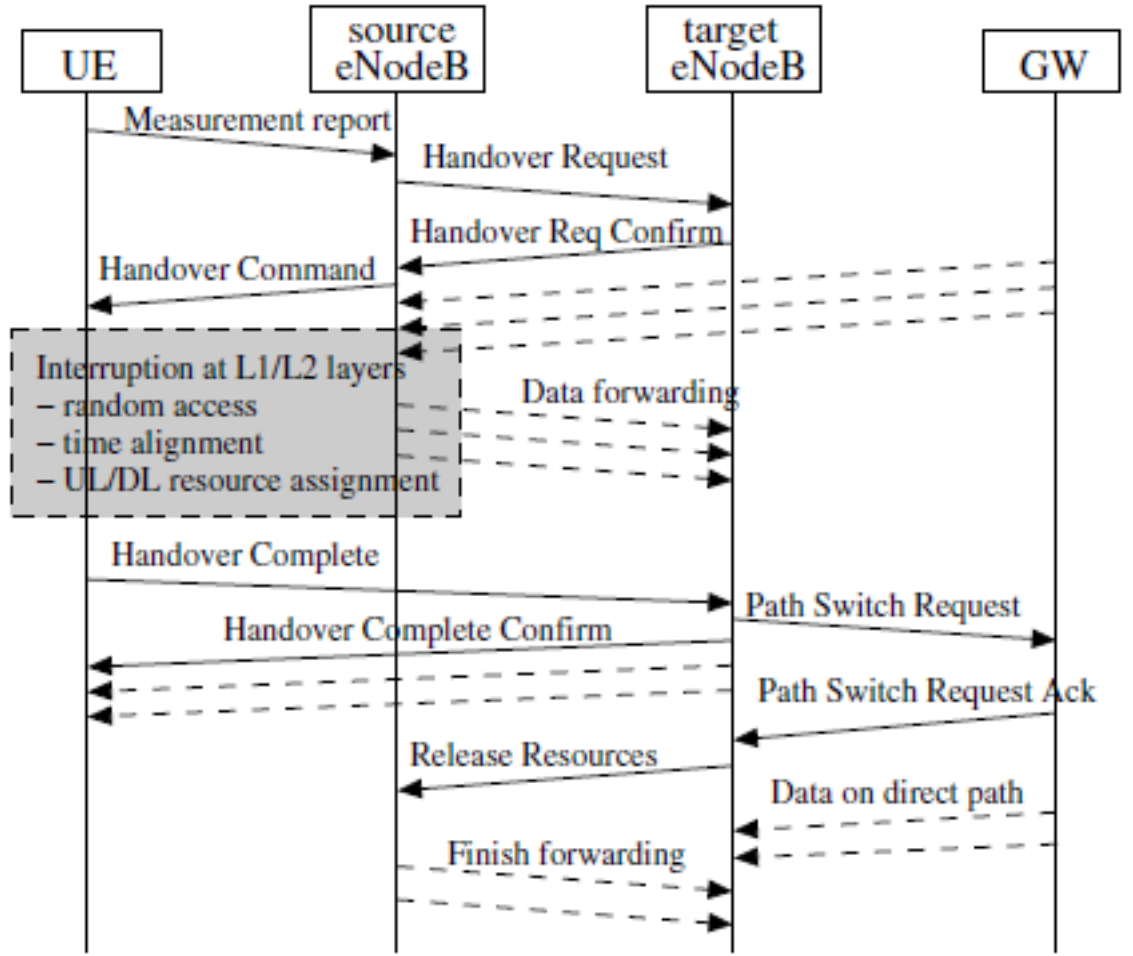 UE
source
eNodeB
target
eNodeB
GW
Measurement report
Handover Request
Handover Req Confirm
Handover Command
Interruption at L1/L2 layers
– random access
– time alignment
– UL/DL resource assignment
Data forwarding
Handover Complete
Path Switch Request
Handover Complete Confirm
Path Switch Request Ack
Release Resources
Data on direct path
Finish forwarding